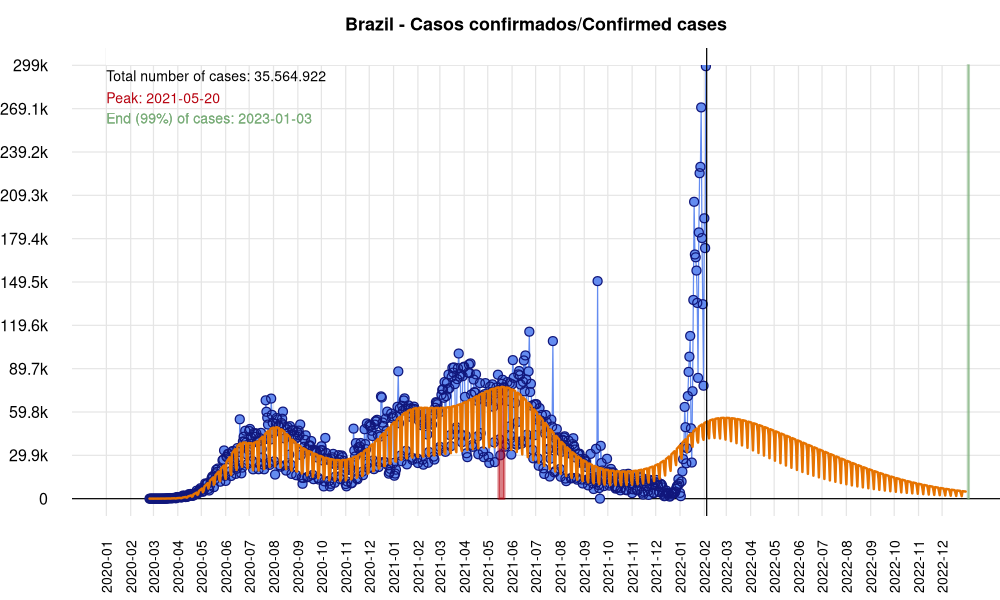 Brazil - Casos confirmados/Confirmed cases
299k
Total number of cases: 35.564.922
Peak: 2021-05-20
269.1k
End (99%) of cases: 2023-01-03
239.2k
209.3k
179.4k
149.5k
119.6k
89.7k
59.8k
29.9k
0
2020-01
2020-02
2020-03
2020-04
2020-05
2020-06
2020-07
2020-08
2020-09
2020-10
2020-11
2020-12
2021-01
2021-02
2021-03
2021-04
2021-05
2021-06
2021-07
2021-08
2021-09
2021-10
2021-11
2021-12
2022-01
2022-02
2022-03
2022-04
2022-05
2022-06
2022-07
2022-08
2022-09
2022-10
2022-11
2022-12